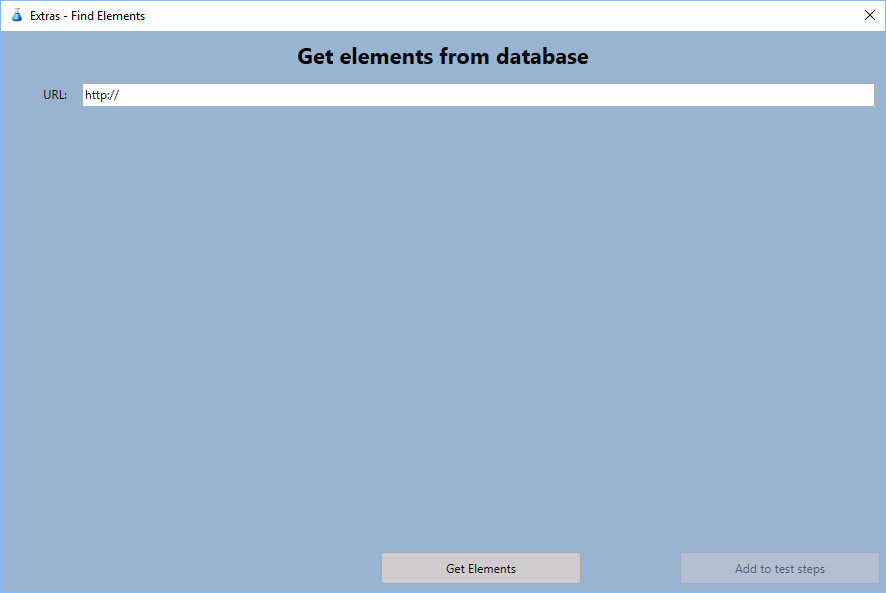 Extras - Find Elements
Get elements from database
URL: http://
Get Elements
Add to test steps